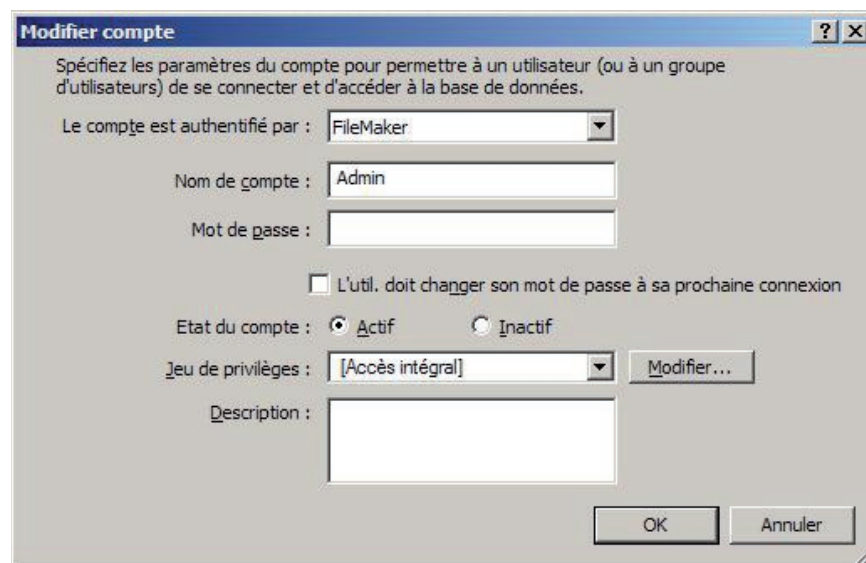 Modifier compte
Spécifiez les paramètres du compte pour permettre à un utilisateur (ou à un groupe
d'utilisateurs) de se connecter et d'accéder à la base de données.
Le compte est authentifié par : FileMaker
Nom de compte : Admin
Mot de passe :
L'util. doit changer son mot de passe à sa prochaine connexion
Etat du compte : Actif Inactif
Jeu de privilèges : [Accès intégral] Modifier...
Description :
OK Annuler